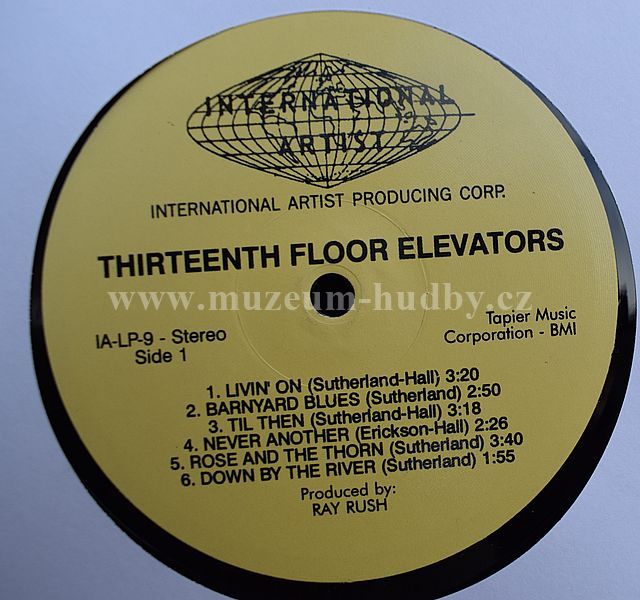 INTERNATIONAL
ARTIST
INTERNATIONAL ARTIST PRODUCING CORP.
THIRTEENTH FLOOR ELEVATORS
www.muzeum-hudby.cz
IA-LP-9 - Stereo
Side 1
Tapier Music
Corporation - BMI
1. LIVIN' ON (Sutherland-Hall) 3:20
2. BARNYARD BLUES (Sutherland) 2:50
3. TIL THEN (Sutherland-Hall) 3:18
4. NEVER ANOTHER (Erickson-Hall) 2:26
5. ROSE AND THE THORN (Sutherland) 3:40
6. DOWN BY THE RIVER (Sutherland) 1:55
Produced by:
RAY RUSH